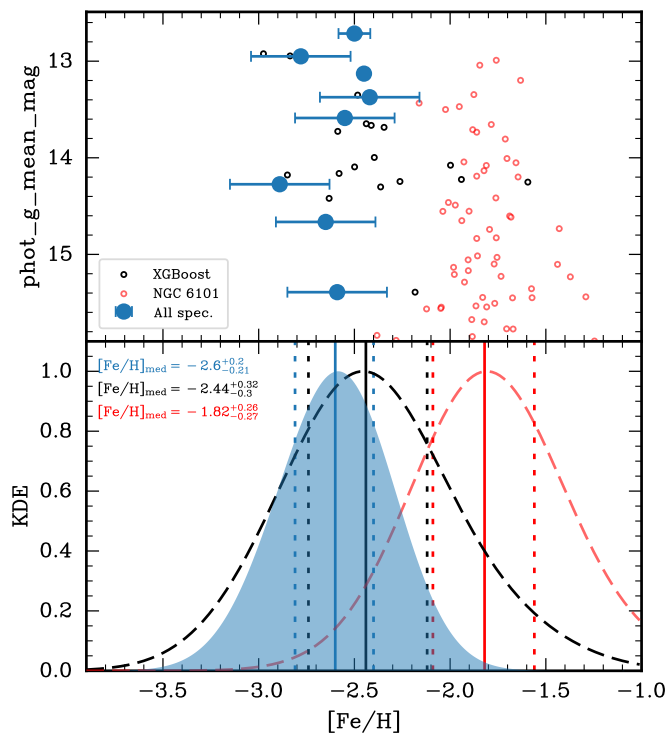 13
14
15
phot_g_mean_mag
XGBoost
NGC 6101
All spec.
[Fe/H]med = −2.6+0.2−0.21
[Fe/H]med = −2.44+0.32−0.3
[Fe/H]med = −1.82+0.26−0.27
1.0
0.8
0.6
0.4
0.2
0.0
KDE
−3.5 −3.0 −2.5 −2.0 −1.5 −1.0
[Fe/H]